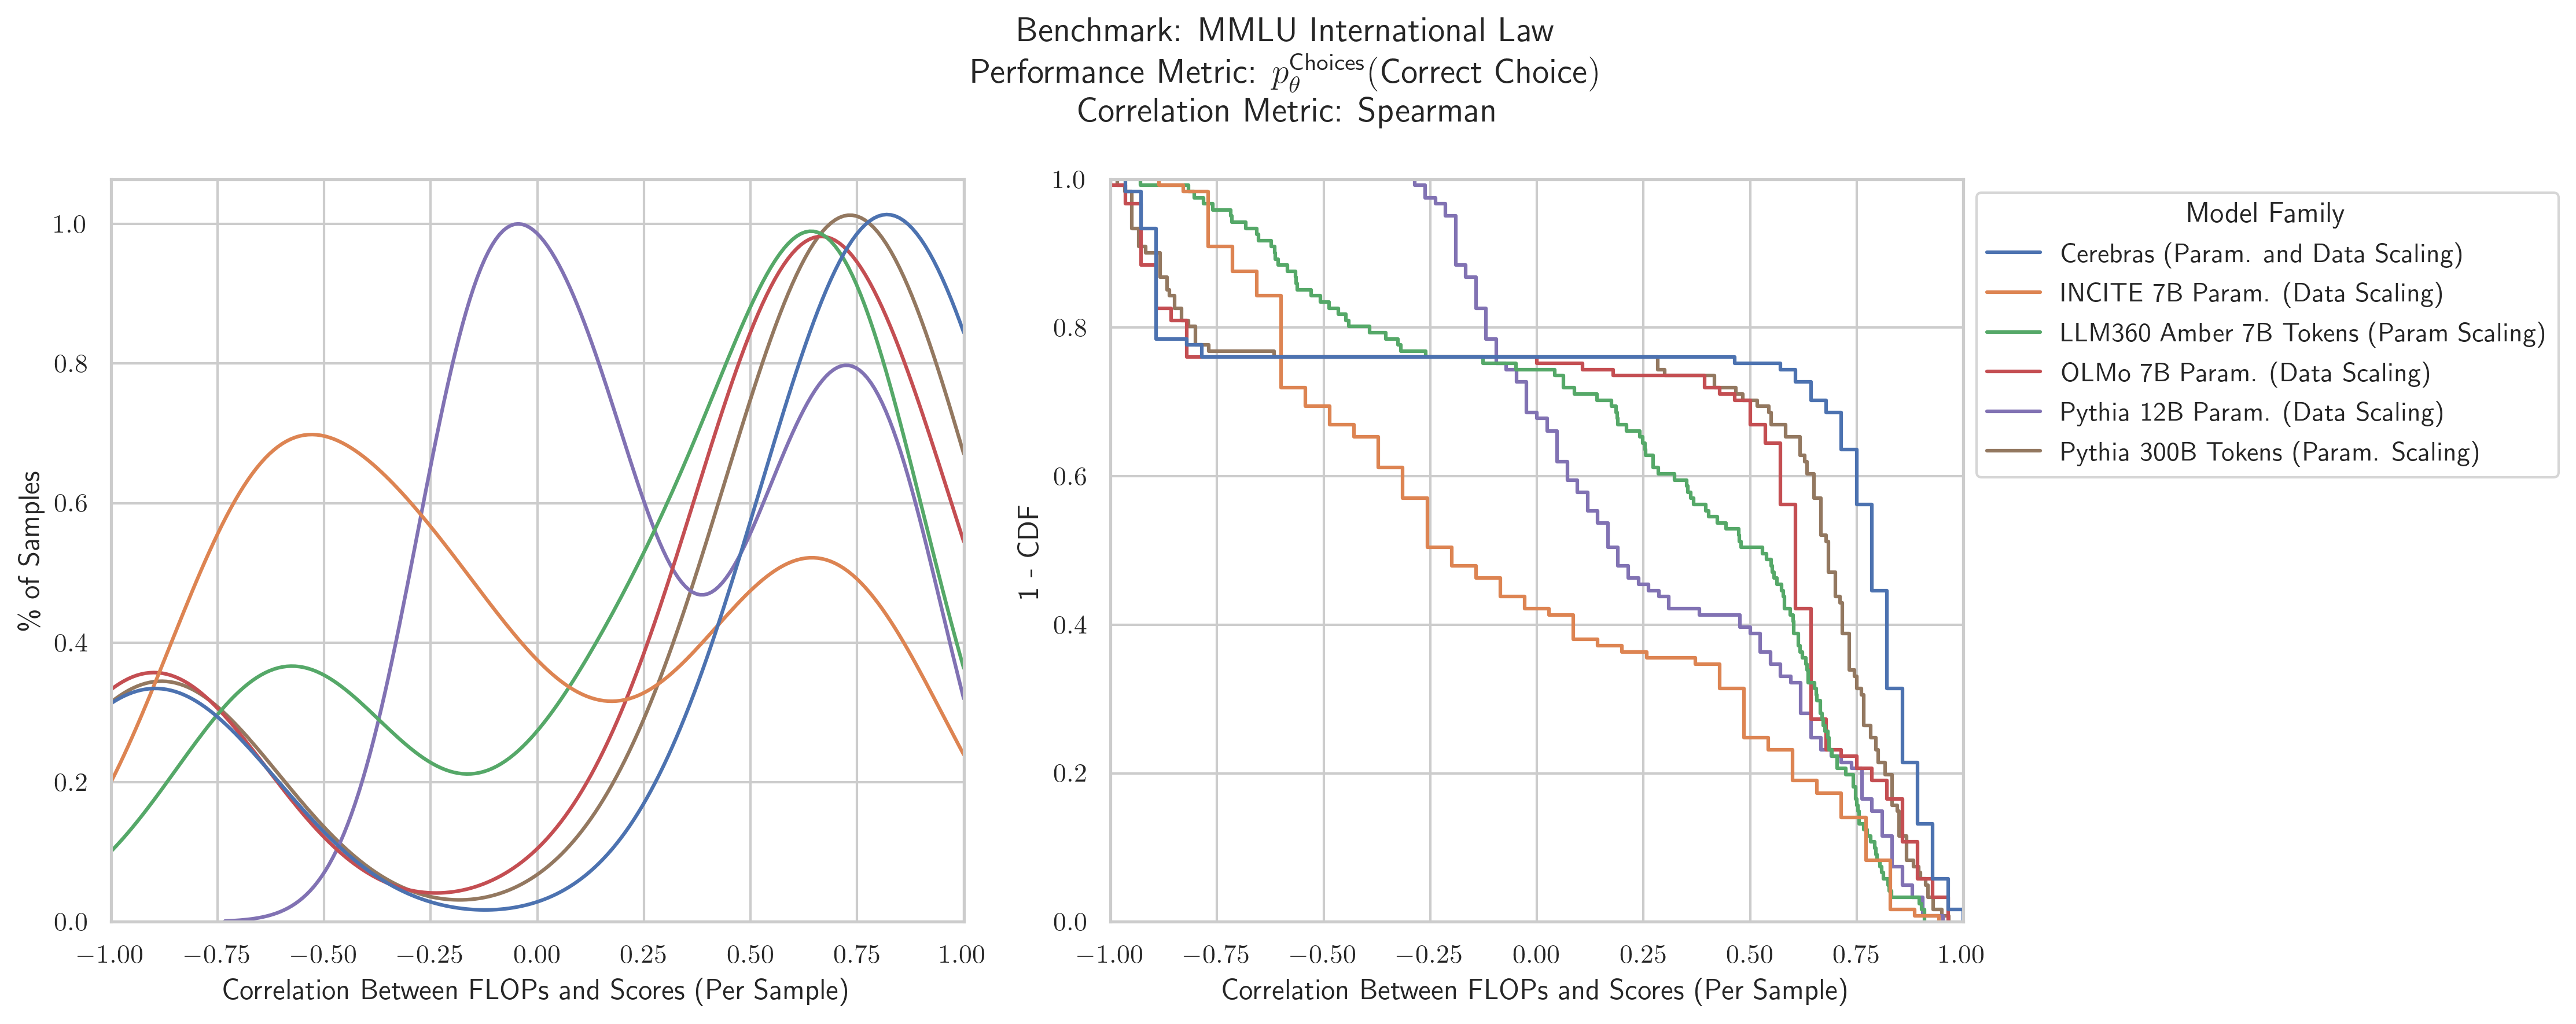 Benchmark: MMLU International Law
Performance Metric: $p_\theta^{\text{Choices}}$(Correct Choice)
Correlation Metric: Spearman
% of Samples
1.0
0.8
0.6
0.4
0.2
0.0
−1.00 −0.75 −0.50 −0.25 0.00 0.25 0.50 0.75 1.00
Correlation Between FLOPs and Scores (Per Sample)
1 - CDF
1.0
0.8
0.6
0.4
0.2
0.0
−1.00 −0.75 −0.50 −0.25 0.00 0.25 0.50 0.75 1.00
Correlation Between FLOPs and Scores (Per Sample)
Model Family
Cerebras (Param. and Data Scaling)
INCITE 7B Param. (Data Scaling)
LLM360 Amber 7B Tokens (Param Scaling)
OLMo 7B Param. (Data Scaling)
Pythia 12B Param. (Data Scaling)
Pythia 300B Tokens (Param. Scaling)